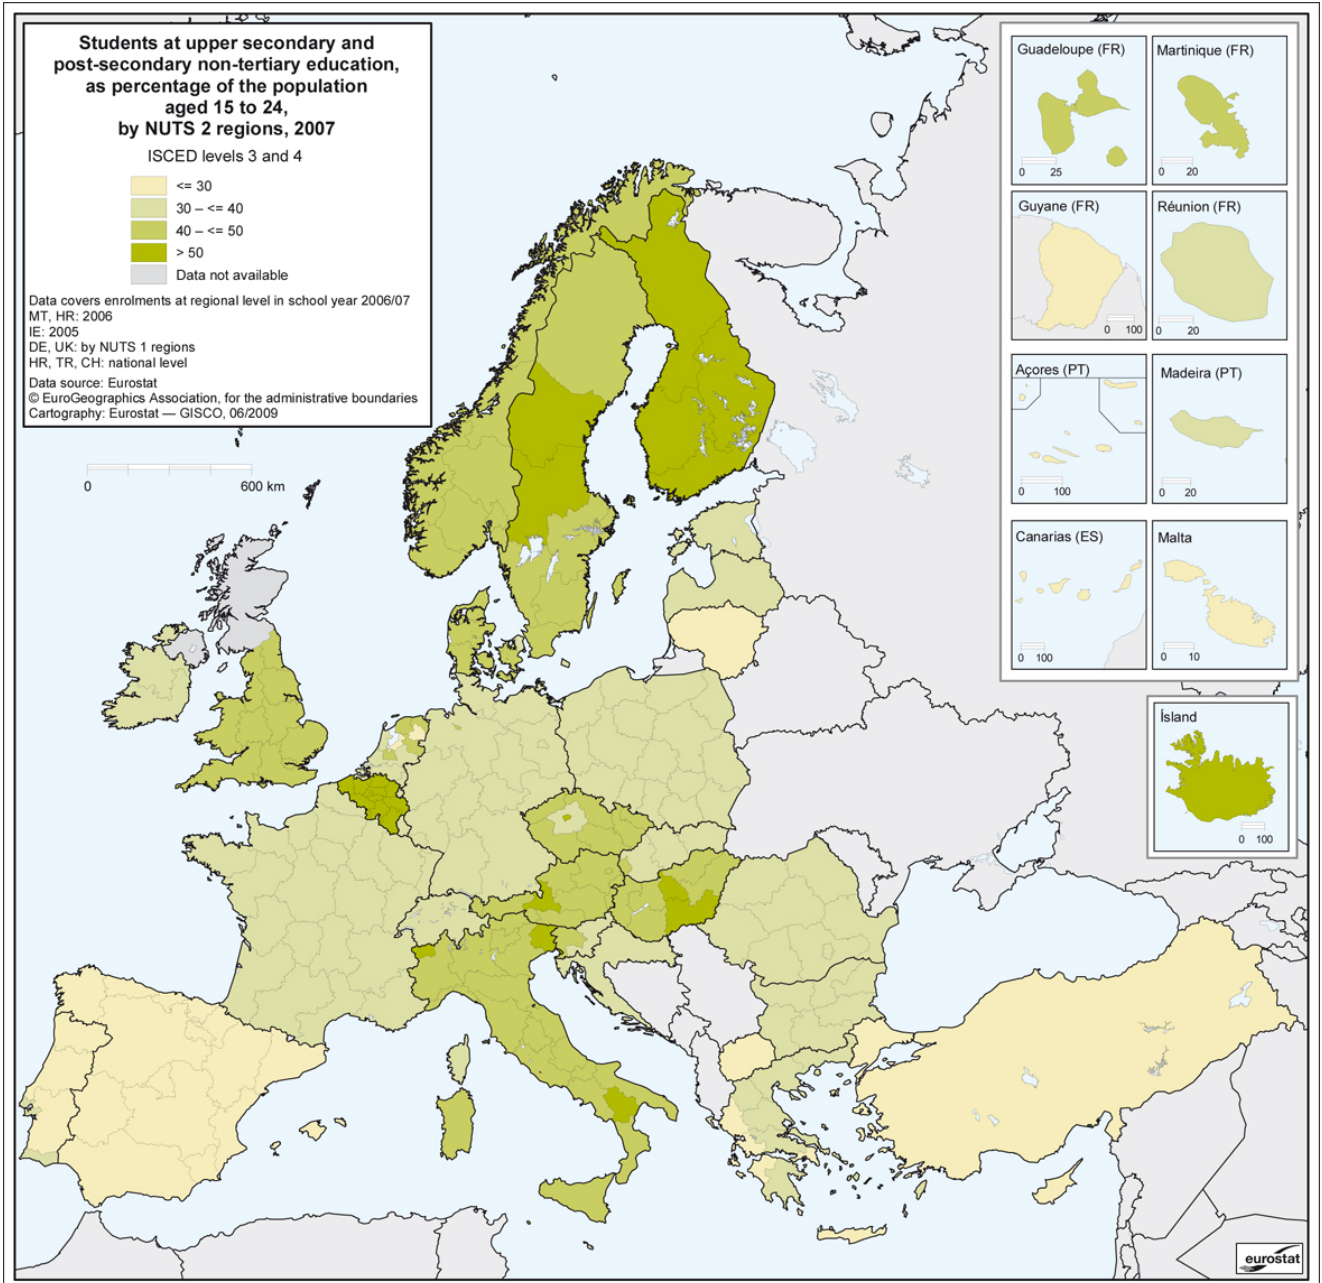 Students at upper secondary and
post-secondary non-tertiary education,
as percentage of the population
aged 15 to 24,
by NUTS 2 regions, 2007
ISCED levels 3 and 4
<= 30
30 – <= 40
40 – <= 50
> 50
Data not available
Data covers enrolments at regional level in school year 2006/07
MT, HR: 2006
IE: 2005
DE, UK: by NUTS 1 regions
HR, TR, CH: national level
Data source: Eurostat
© EuroGeographics Association, for the administrative boundaries
Cartography: Eurostat — GISCO, 06/2009
0 600 km
Guadeloupe (FR)
0 25
Martinique (FR)
0 20
Guyane (FR)
0 100
Réunion (FR)
0 20
Açores (PT)
0 100
Madeira (PT)
0 20
Canarias (ES)
0 100
Malta
0 10
Ísland
0 100
eurostat